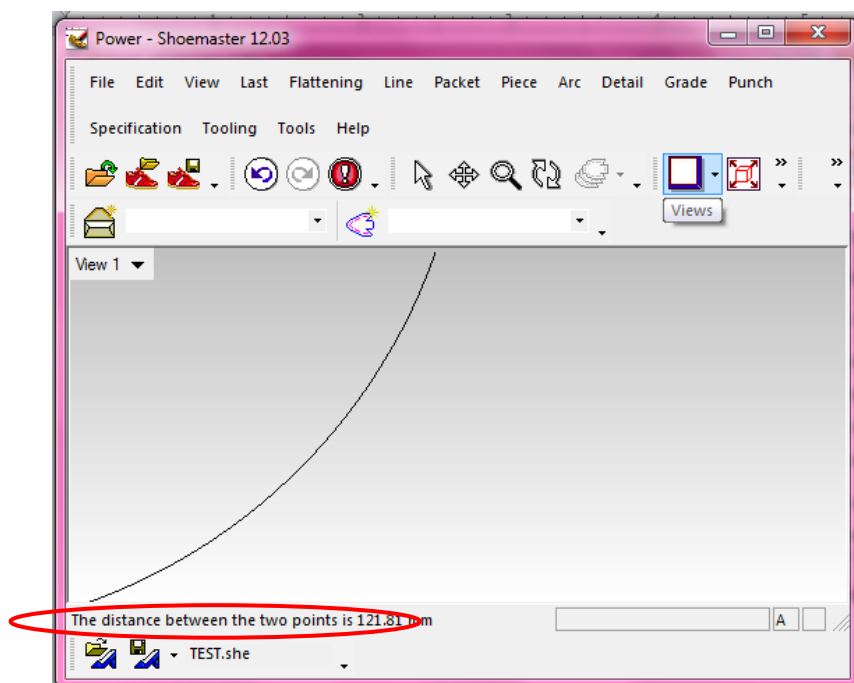 Power - Shoemaster 12.03
File Edit View Last Flattening Line Packet Piece Arc Detail Grade Punch
Specification Tooling Tools Help
Views
View 1
The distance between the two points is 121.81 mm
A
TEST.she